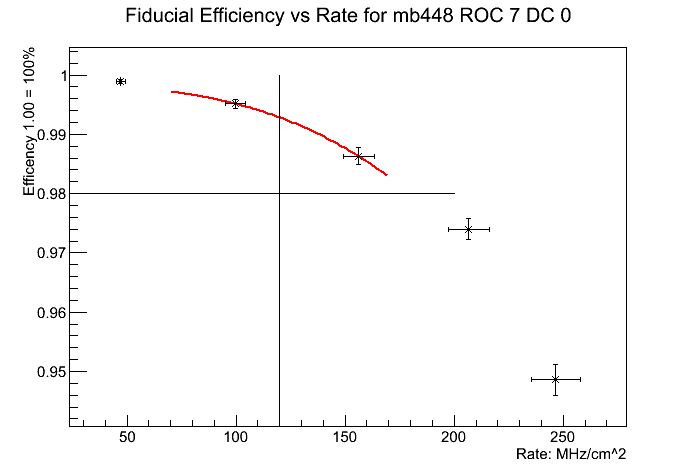 Fiducial Efficiency vs Rate for mb448 ROC 7 DC 0
Efficency 1.00 = 100%
1
0.99
0.98
0.97
0.96
0.95
50 100 150 200 250
Rate: MHz/cm^2